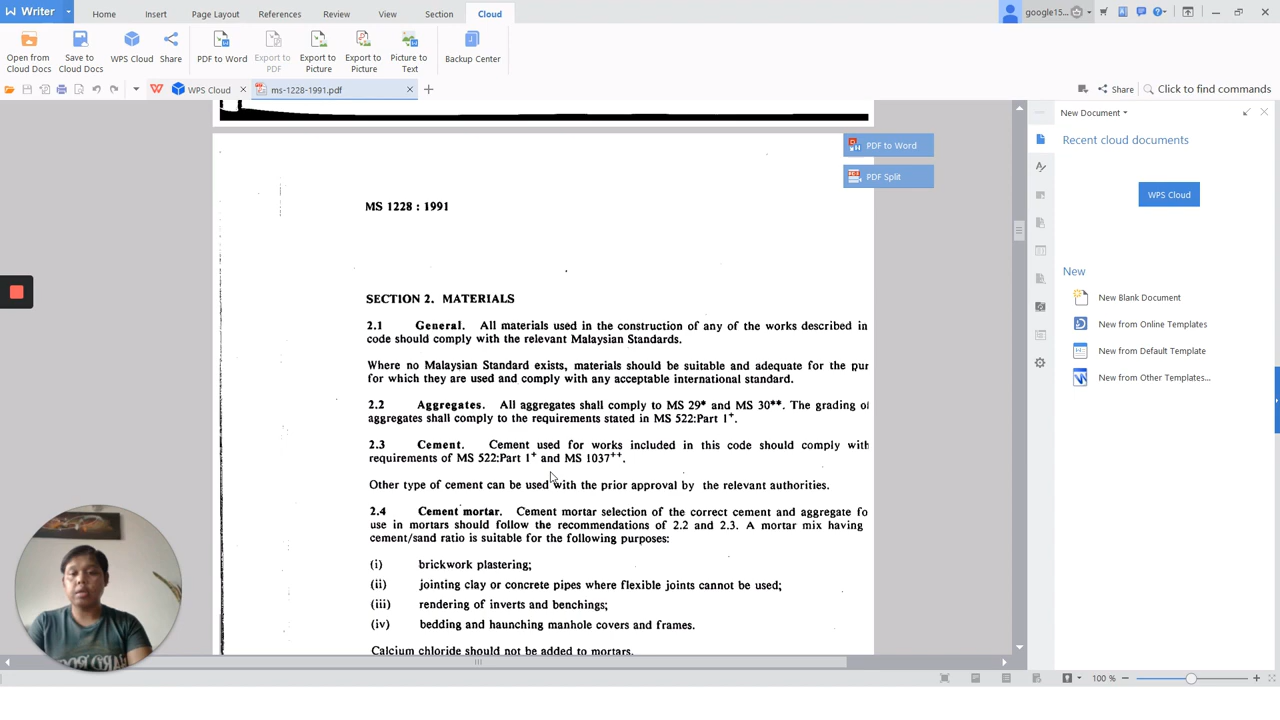 Writer
Home Insert Page Layout References Review View Section Cloud
google15...
Open from Cloud Docs
Save to Cloud Docs
WPS Cloud
Share
PDF to Word
Export to PDF
Export to Picture
Export to Picture
Picture to Text
Backup Center
WPS Cloud
ms-1228-1991.pdf
Share
Click to find commands
PDF to Word
PDF Split
MS 1228 : 1991
SECTION 2. MATERIALS
2.1 General. All materials used in the construction of any of the works described in
code should comply with the relevant Malaysian Standards.
Where no Malaysian Standard exists, materials should be suitable and adequate for the pur
for which they are used and comply with any acceptable international standard.
2.2 Aggregates. All aggregates shall comply to MS 29* and MS 30**. The grading of
aggregates shall comply to the requirements stated in MS 522:Part 1+.
2.3 Cement. Cement used for works included in this code should comply with
requirements of MS 522:Part 1+ and MS 1037++.
Other type of cement can be used with the prior approval by the relevant authorities.
2.4 Cement mortar. Cement mortar selection of the correct cement and aggregate fo
use in mortars should follow the recommendations of 2.2 and 2.3. A mortar mix having
cement/sand ratio is suitable for the following purposes:
(i) brickwork plastering;
(ii) jointing clay or concrete pipes where flexible joints cannot be used;
(iii) rendering of inverts and benchings;
(iv) bedding and haunching manhole covers and frames.
Calcium chloride should not be added to mortars.
New Document
Recent cloud documents
WPS Cloud
New
New Blank Document
New from Online Templates
New from Default Template
New from Other Templates...
100 %